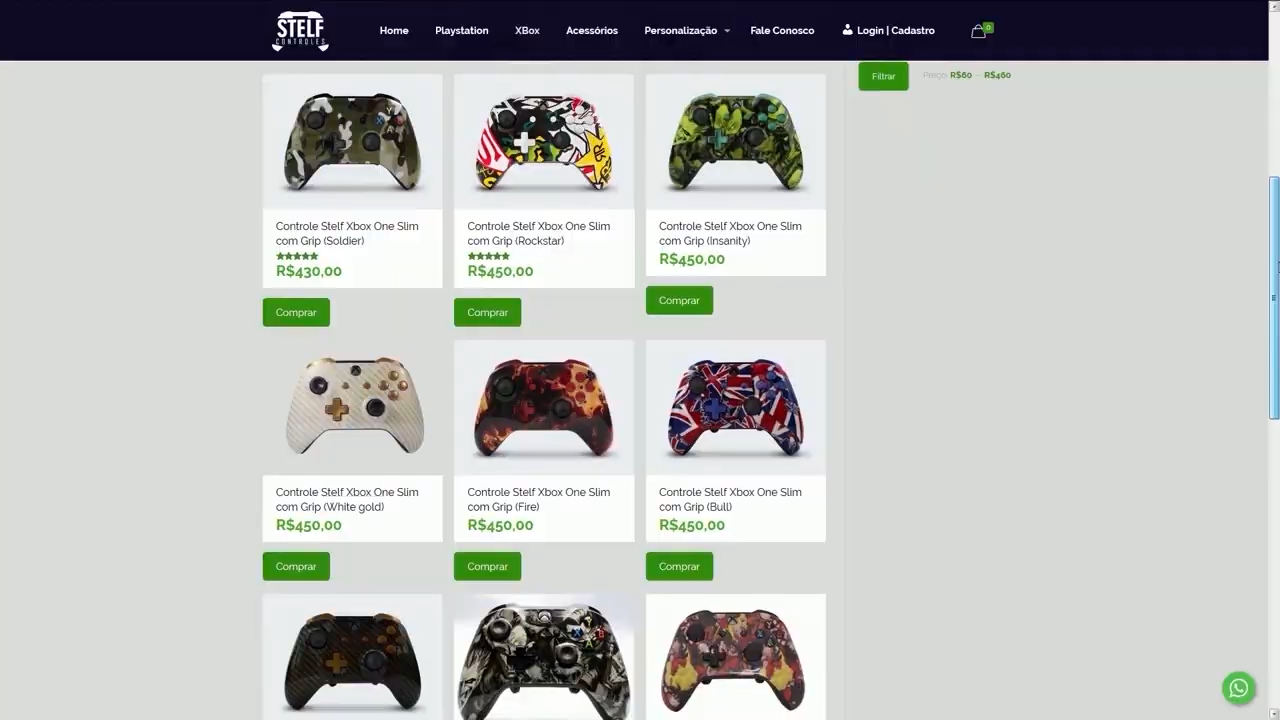 STELF
CONTROLES
Home
Playstation
XBox
Acessórios
Personalização
Fale Conosco
Login | Cadastro
0
Filtrar
Preço: R$60 — R$460
Controle Stelf Xbox One Slim
com Grip (Soldier)
R$430,00
Comprar
Controle Stelf Xbox One Slim
com Grip (Rockstar)
R$450,00
Comprar
Controle Stelf Xbox One Slim
com Grip (Insanity)
R$450,00
Comprar
Controle Stelf Xbox One Slim
com Grip (White gold)
R$450,00
Comprar
Controle Stelf Xbox One Slim
com Grip (Fire)
R$450,00
Comprar
Controle Stelf Xbox One Slim
com Grip (Bull)
R$450,00
Comprar